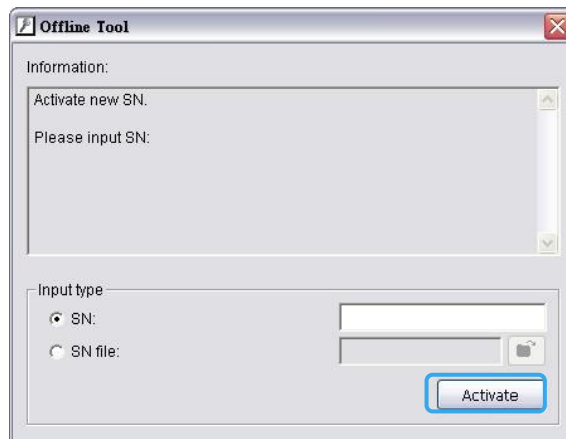 Offline Tool
Information:
Activate new SN.
Please input SN:
Input type
SN:
SN file:
Activate